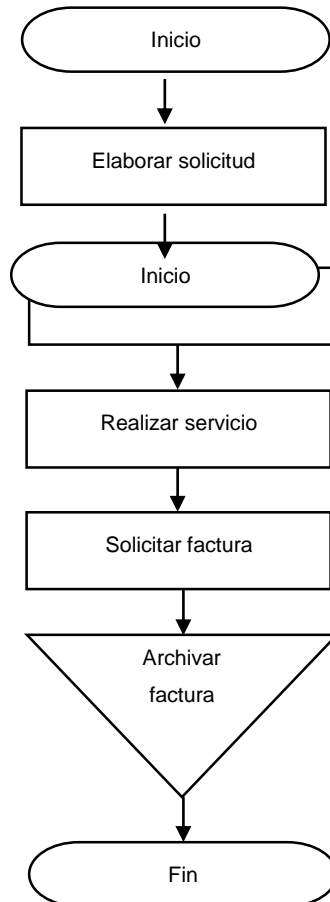 Inicio
Elaborar solicitud
Inicio
Realizar servicio
Solicitar factura
Archivar
factura
Fin